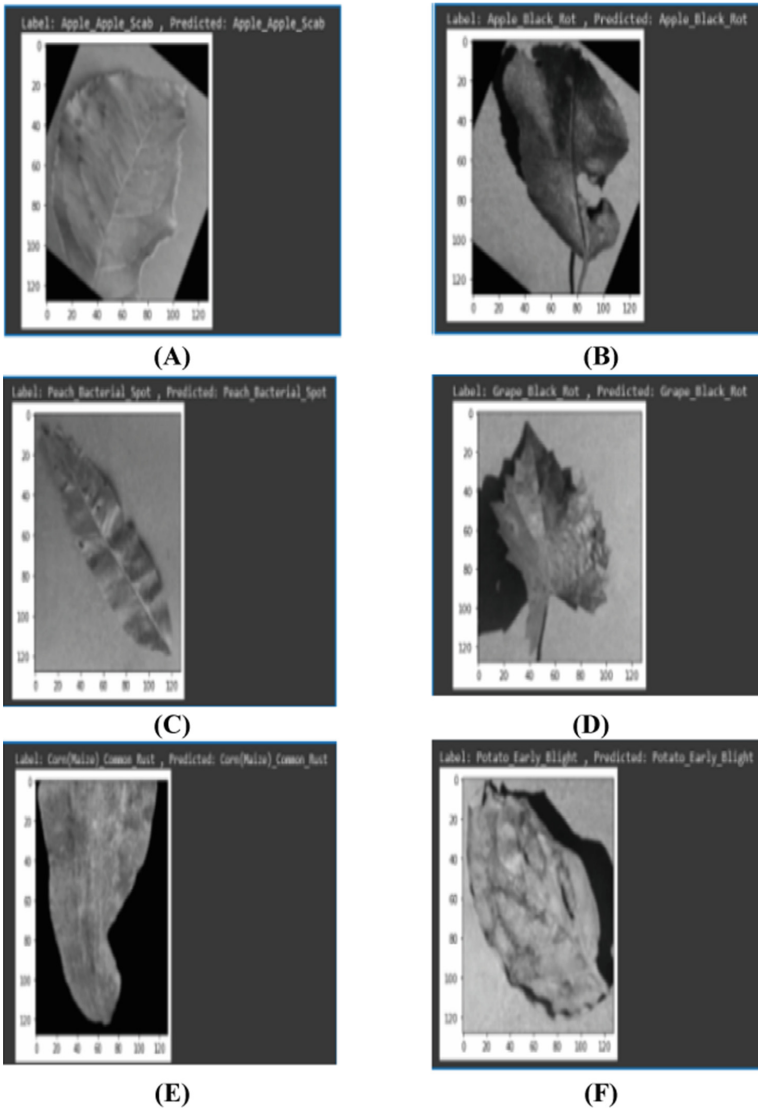 Label: Apple_Apple_Scab , Predicted: Apple_Apple_Scab
0
20
40
60
80
100
120
0 20 40 60 80 100 120
(A)
Label: Apple_Black_Rot , Predicted: Apple_Black_Rot
0
20
40
60
80
100
120
0 20 40 60 80 100 120
(B)
Label: Peach_Bacterial_Spot , Predicted: Peach_Bacterial_Spot
0
20
40
60
80
100
120
0 20 40 60 80 100 120
(C)
Label: Grape_Black_Rot , Predicted: Grape_Black_Rot
0
20
40
60
80
100
120
0 20 40 60 80 100 120
(D)
Label: Corn(Maize)_Common_Rust , Predicted: Corn(Maize)_Common_Rust
0
20
40
60
80
100
120
0 20 40 60 80 100 120
(E)
Label: Potato_Early_Blight , Predicted: Potato_Early_Blight
0
20
40
60
80
100
120
0 20 40 60 80 100 120
(F)